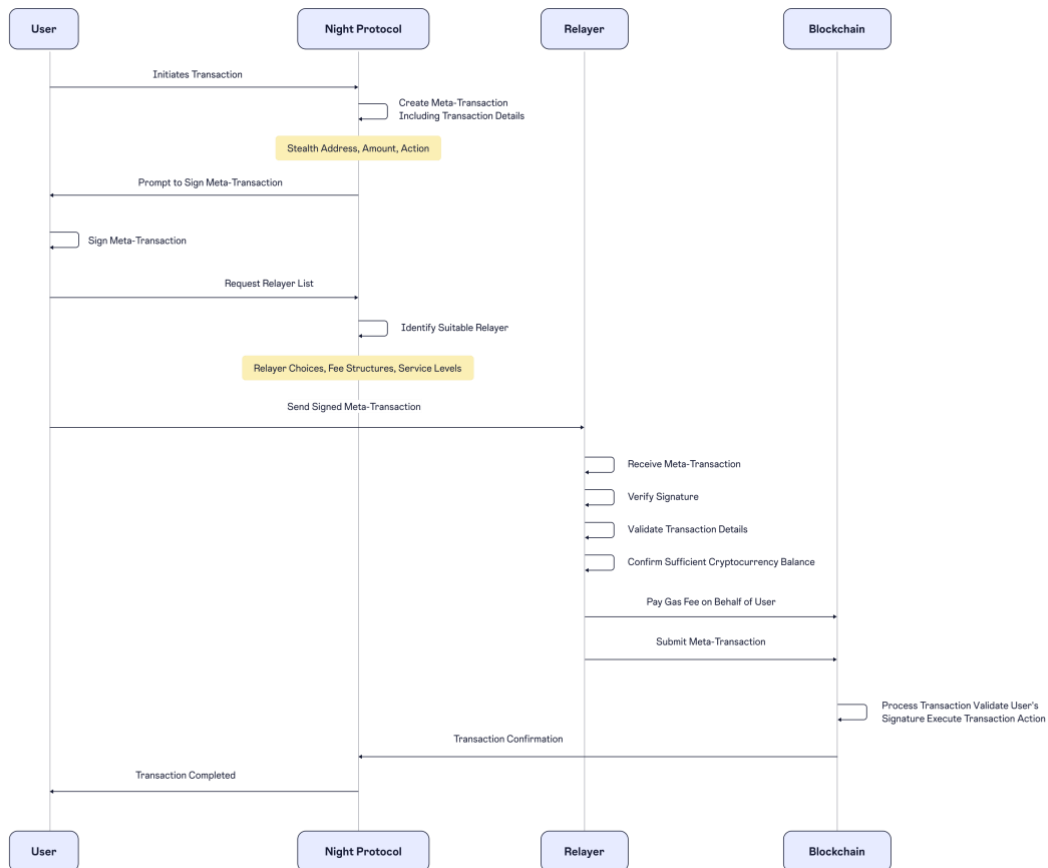 User
Night Protocol
Relayer
Blockchain
Initiates Transaction
Create Meta-Transaction
Including Transaction Details
Stealth Address, Amount, Action
Prompt to Sign Meta-Transaction
Sign Meta-Transaction
Request Relayer List
Identify Suitable Relayer
Relayer Choices, Fee Structures, Service Levels
Send Signed Meta-Transaction
Receive Meta-Transaction
Verify Signature
Validate Transaction Details
Confirm Sufficient Cryptocurrency Balance
Pay Gas Fee on Behalf of User
Submit Meta-Transaction
Process Transaction Validate User's
Signature Execute Transaction Action
Transaction Confirmation
Transaction Completed
User
Night Protocol
Relayer
Blockchain